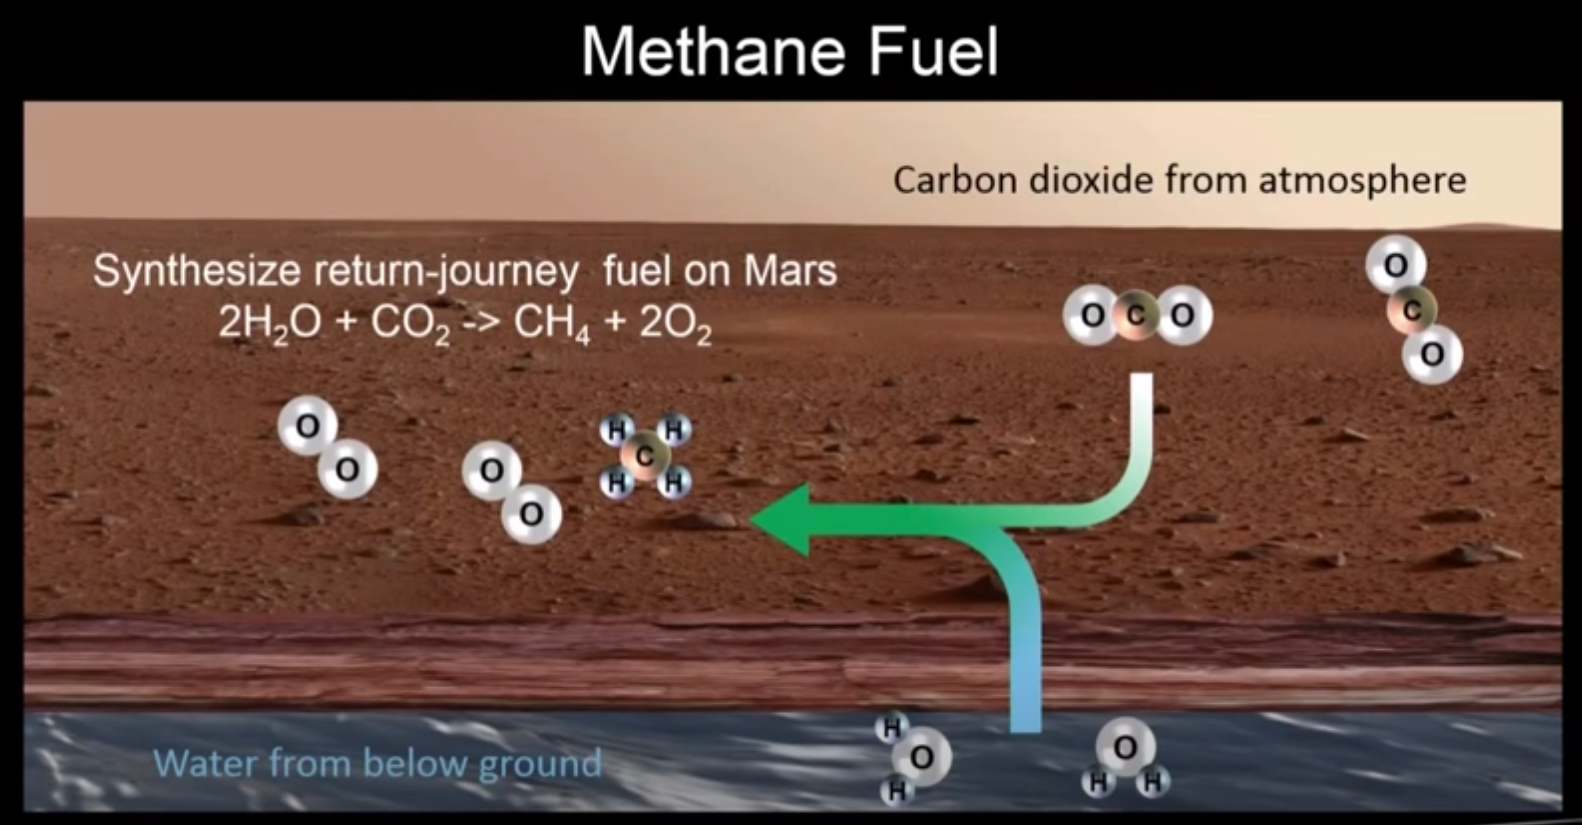 Methane Fuel
Carbon dioxide from atmosphere
Synthesize return-journey fuel on Mars
2H₂O + CO₂ -> CH₄ + 2O₂
O C O
O
C
O
O
O
O
O
H H
C
H H
Water from below ground
H
O
H
O
H H